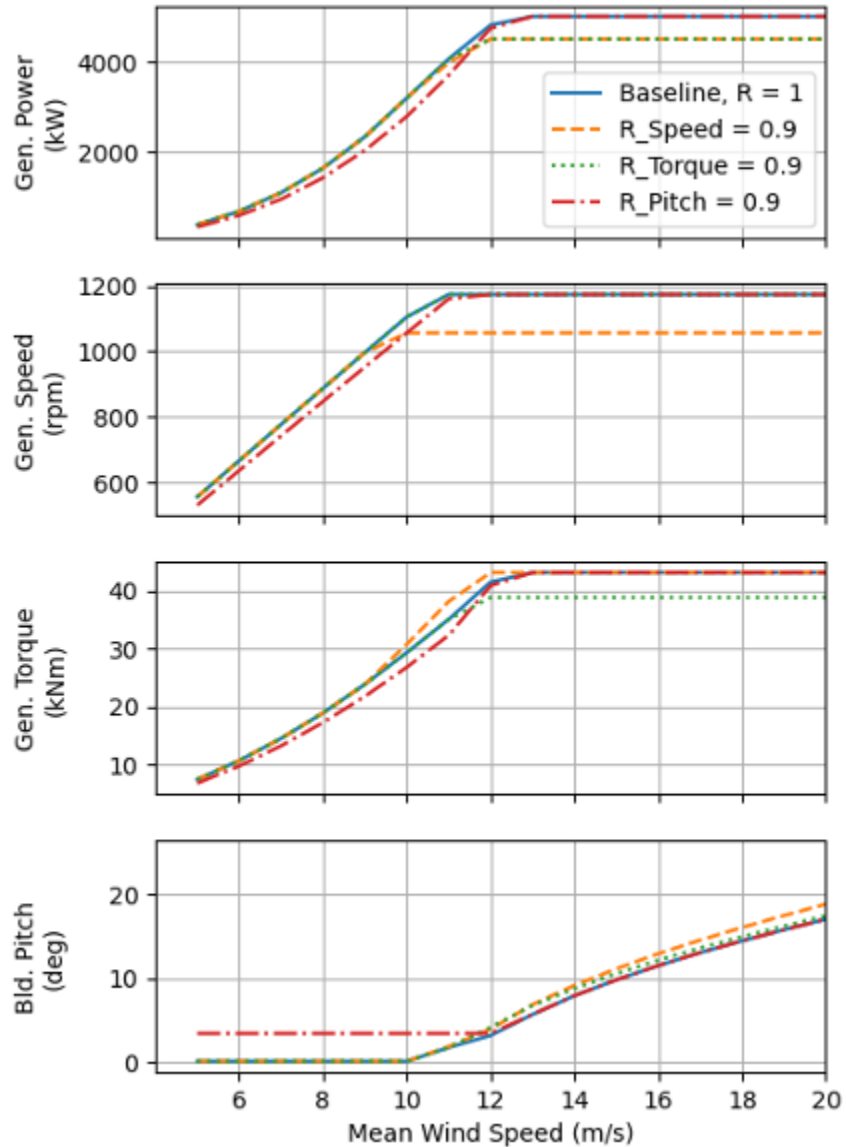 Gen. Power
(kW)
4000
2000
Baseline, R = 1
R_Speed = 0.9
R_Torque = 0.9
R_Pitch = 0.9
Gen. Speed
(rpm)
1200
1000
800
600
Gen. Torque
(kNm)
40
30
20
10
Bld. Pitch
(deg)
20
10
0
6 8 10 12 14 16 18 20
Mean Wind Speed (m/s)